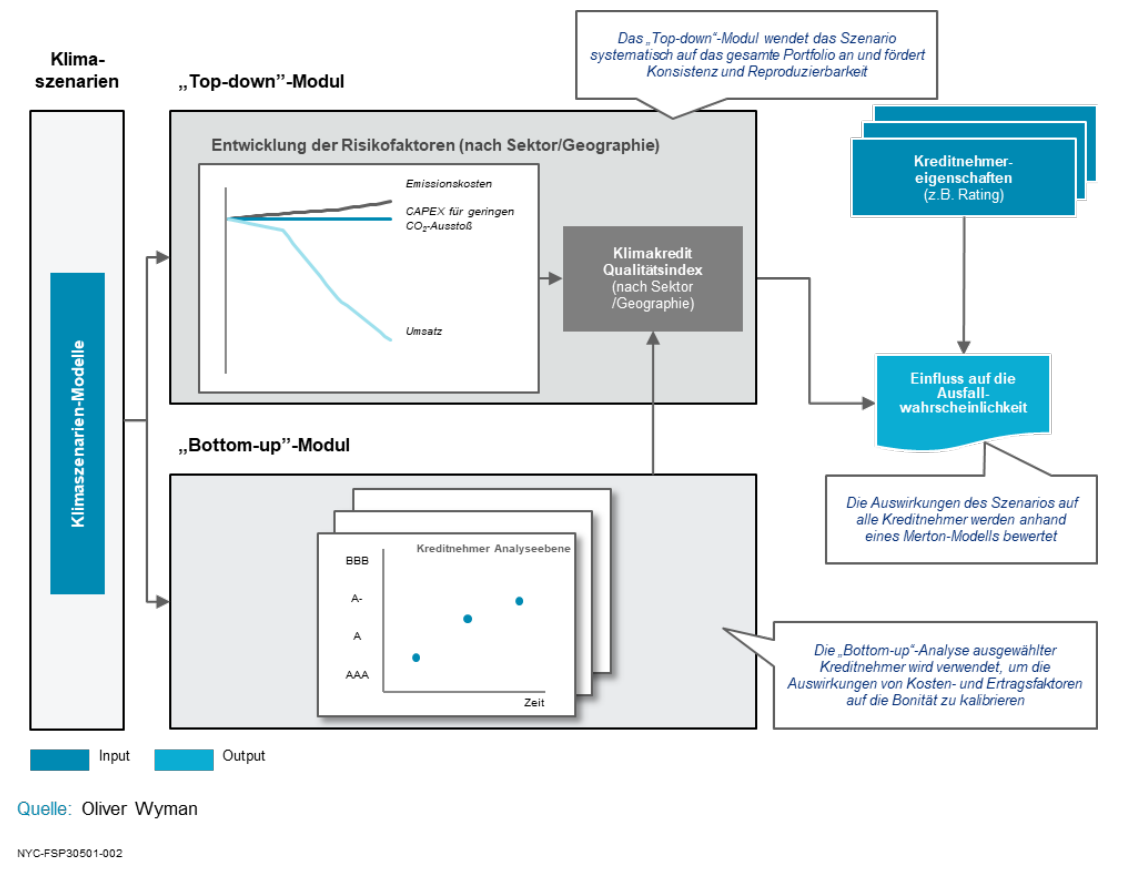 Klima-
szenarien
„Top-down”-Modul
Das „Top-down“-Modul wendet das Szenario
systematisch auf das gesamte Portfolio an und fördert
Konsistenz und Reproduzierbarkeit
Entwicklung der Risikofaktoren (nach Sektor/Geographie)
Emissionskosten
CAPEX für geringen
CO₂-Ausstoß
Umsatz
Klimakredit
Qualitätsindex
(nach Sektor
/Geographie)
Kreditnehmer-
eigenschaften
(z.B. Rating)
Klimaszenarien-Modelle
Einfluss auf die
Ausfall-
wahrscheinlichkeit
„Bottom-up”-Modul
Die Auswirkungen des Szenarios auf
alle Kreditnehmer werden anhand
eines Merton-Modells bewertet
Kreditnehmer Analyseebene
BBB
A-
A
AAA
Zeit
Die „Bottom-up“-Analyse ausgewählter
Kreditnehmer wird verwendet, um die
Auswirkungen von Kosten- und Ertragsfaktoren
auf die Bonität zu kalibrieren
Input
Output
Quelle: Oliver Wyman
NYC-FSP30501-002